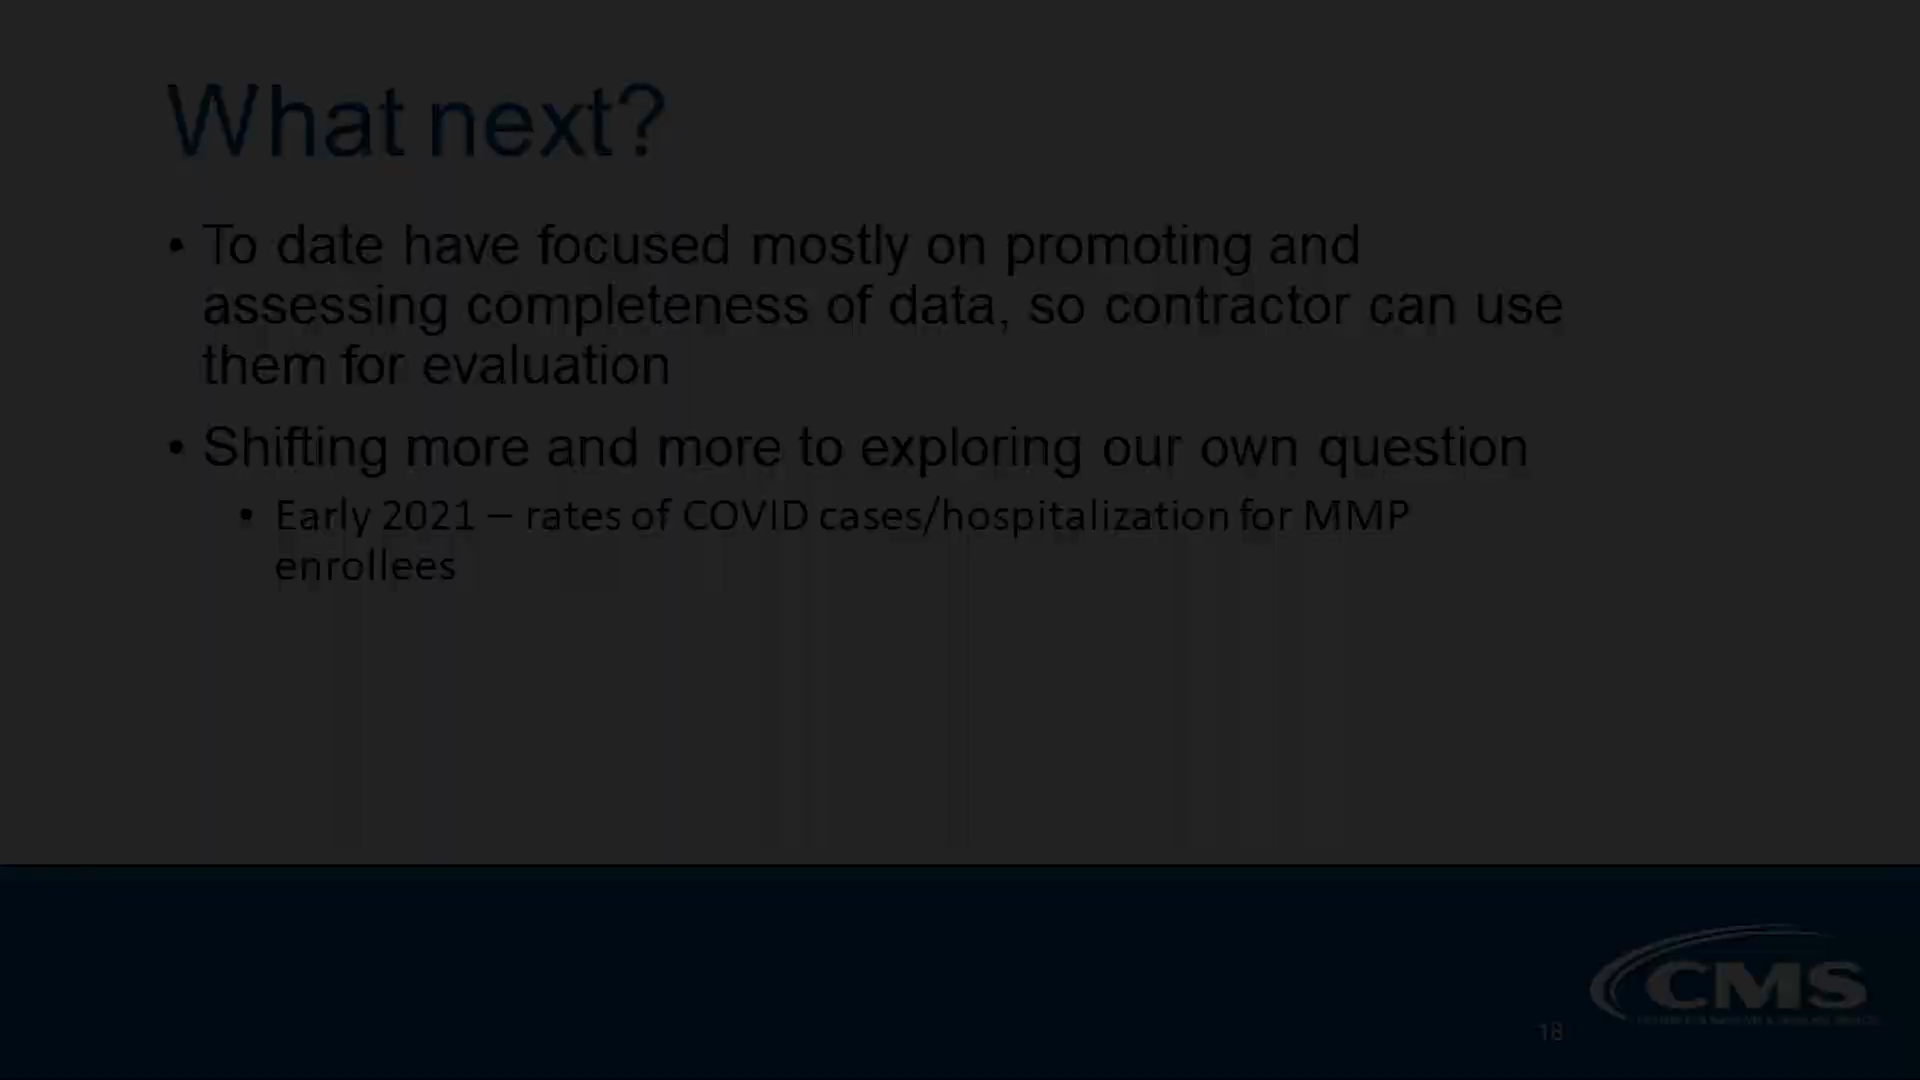 What next?
• To date have focused mostly on promoting and
assessing completeness of data, so contractor can use
them for evaluation
• Shifting more and more to exploring our own question
• Early 2021 – rates of COVID cases/hospitalization for MMP
enrollees
CMS
18